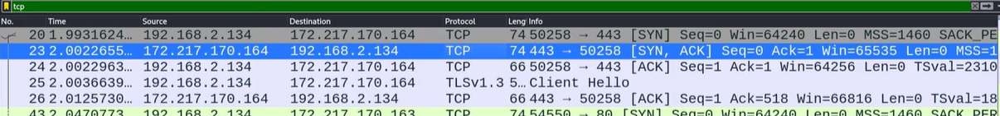 tcp
No. Time Source Destination Protocol Leng Info
20 1.9931624… 192.168.2.134 172.217.170.164 TCP 74 50258 → 443 [SYN] Seq=0 Win=64240 Len=0 MSS=1460 SACK_PE
23 2.0022655… 172.217.170.164 192.168.2.134 TCP 74 443 → 50258 [SYN, ACK] Seq=0 Ack=1 Win=65535 Len=0 MSS=1
24 2.0022963… 192.168.2.134 172.217.170.164 TCP 66 50258 → 443 [ACK] Seq=1 Ack=1 Win=64256 Len=0 TSval=2310
25 2.0036639… 192.168.2.134 172.217.170.164 TLSv1.3 5… Client Hello
26 2.0125730… 172.217.170.164 192.168.2.134 TCP 66 443 → 50258 [ACK] Seq=1 Ack=518 Win=66816 Len=0 TSval=18
43 2.0470773… 192.168.2.134 172.217.170.163 TCP 74 54550 → 80 [SYN] Seq=0 Win=64240 Len=0 MSS=1460 SACK_PER